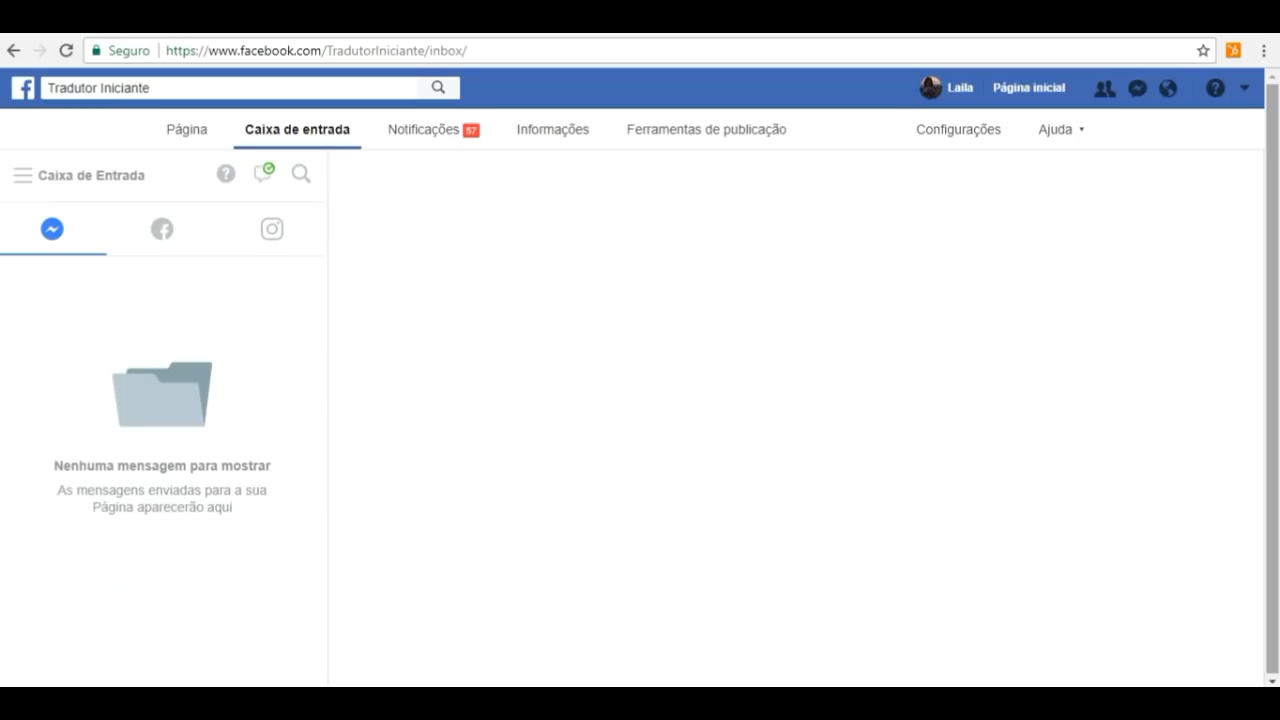 Seguro https://www.facebook.com/TradutorIniciante/inbox/
Tradutor Iniciante Laila Página inicial
Página Caixa de entrada Notificações 57 Informações Ferramentas de publicação Configurações Ajuda
Caixa de Entrada
Nenhuma mensagem para mostrar
As mensagens enviadas para a sua
Página aparecerão aqui